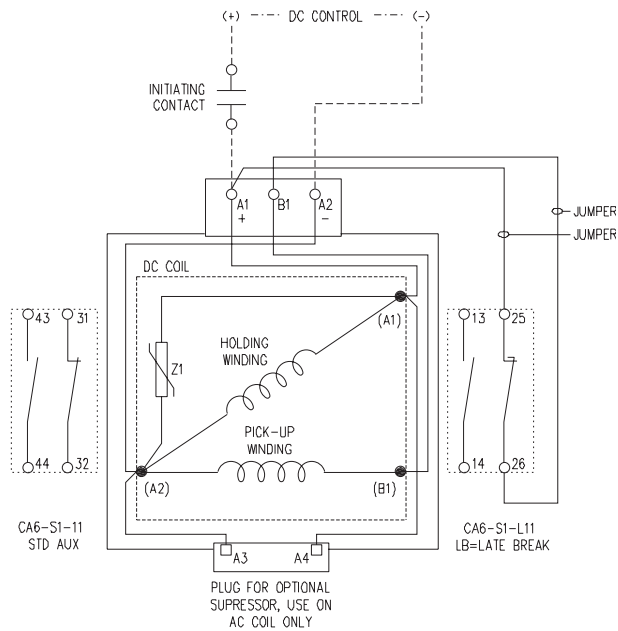 (+) DC CONTROL (-)
INITIATING
CONTACT
A1 B1 A2
+ -
JUMPER
JUMPER
DC COIL
43 31
(A1)
13 25
HOLDING
WINDING
Z1
PICK-UP
WINDING
44 32
(A2) (B1)
14 26
CA6-S1-11
STD AUX
CA6-S1-L11
LB=LATE BREAK
A3 A4
PLUG FOR OPTIONAL
SUPRESSOR, USE ON
AC COIL ONLY